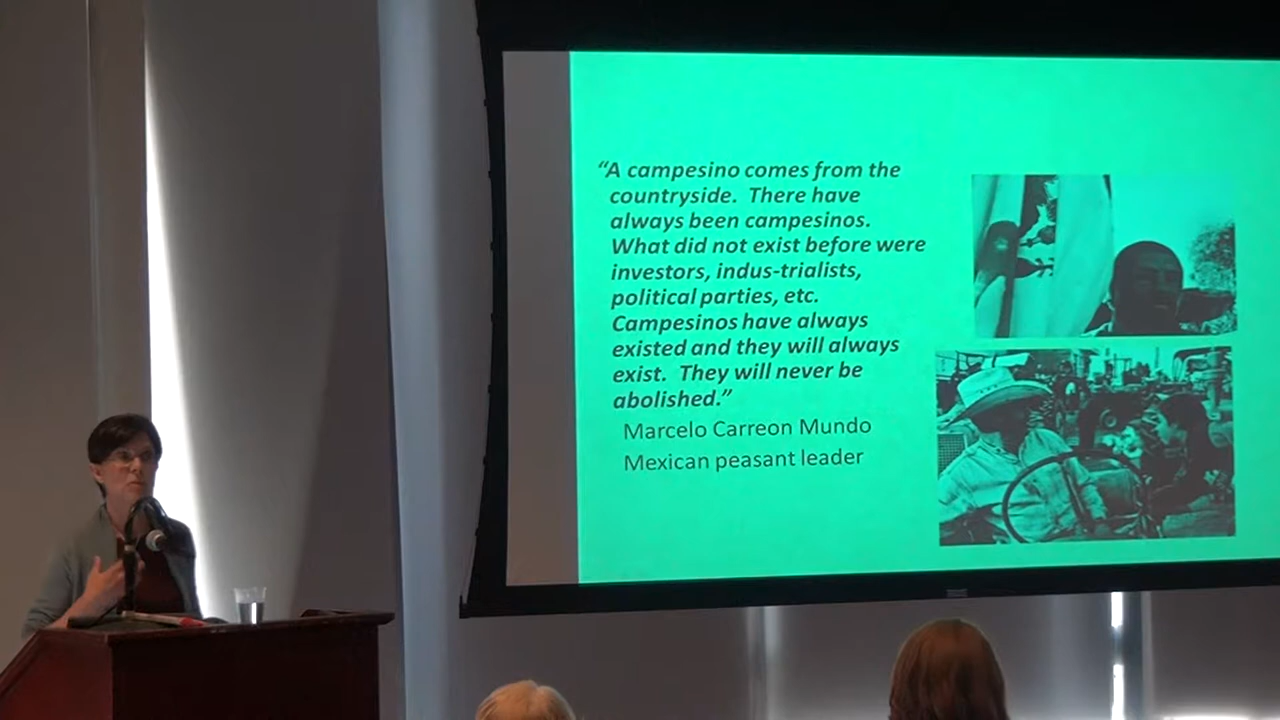 “A campesino comes from the
countryside. There have
always been campesinos.
What did not exist before were
investors, indus-trialists,
political parties, etc.
Campesinos have always
existed and they will always
exist. They will never be
abolished.”
Marcelo Carreon Mundo
Mexican peasant leader